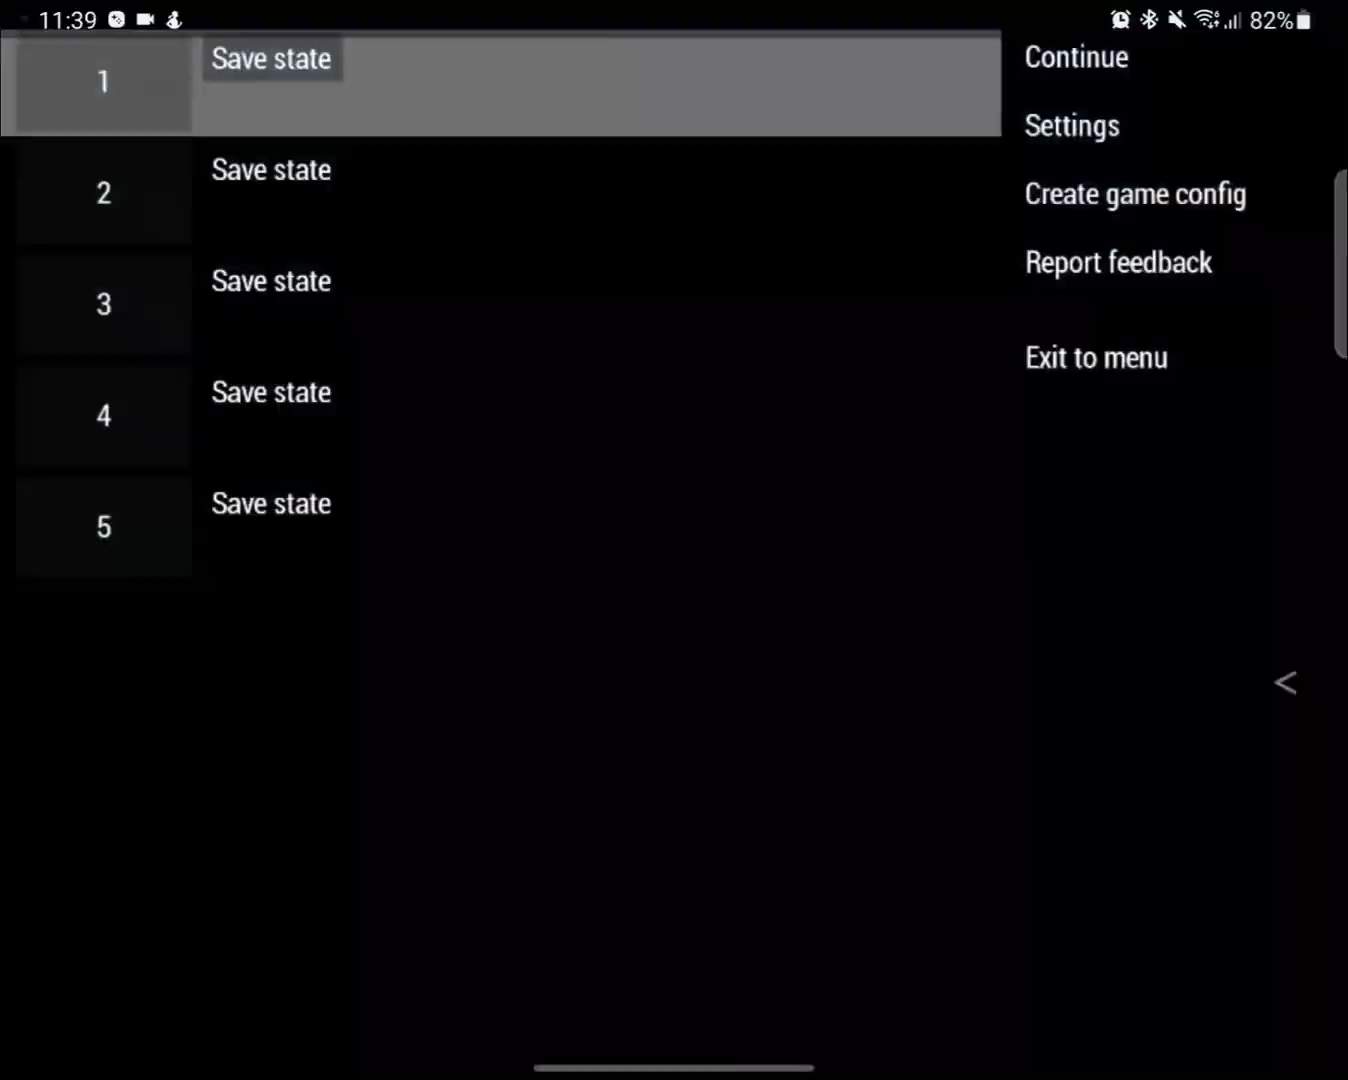 11:39 82%
1 Save state
2 Save state
3 Save state
4 Save state
5 Save state
Continue
Settings
Create game config
Report feedback
Exit to menu
<